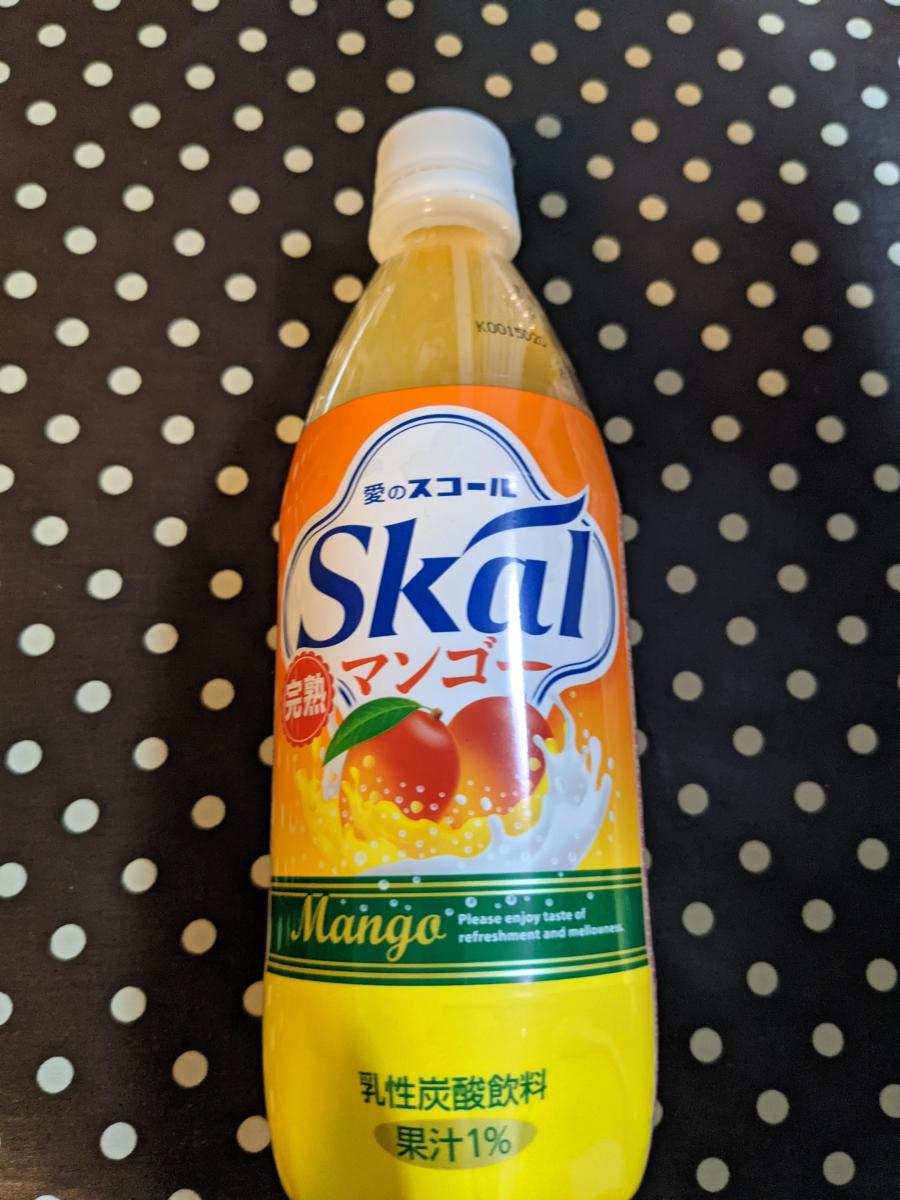 愛のスコール
Skal
完熟
マンゴー
Mango
Please enjoy taste of
refreshment and mellowness.
乳性炭酸飲料
果汁1%